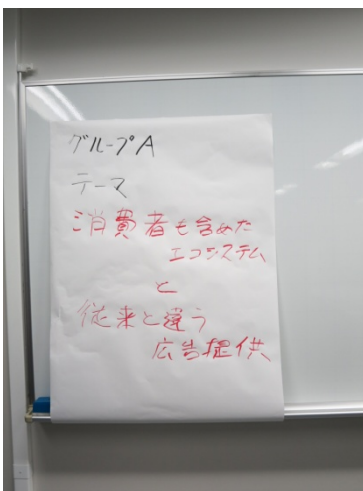 グループA
テーマ
消費者も含めた
エコシステム
と
従来と違う
広告提供